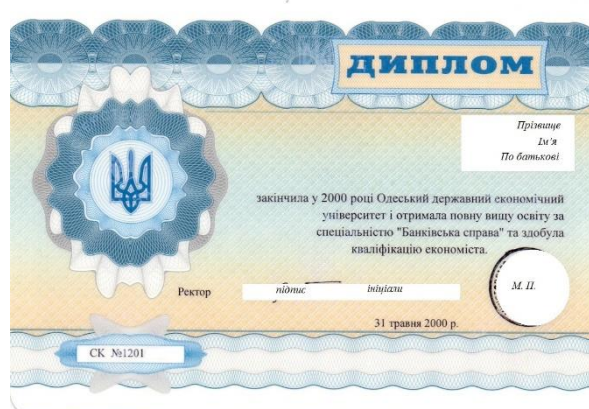 ДИПЛОМ
Прізвище
Ім'я
По батькові
закінчила у 2000 році Одеський державний економічний
університет і отримала повну вищу освіту за
спеціальністю "Банківська справа" та здобула
кваліфікацію економіста.
Ректор підпис ініціали М. П.
31 травня 2000 р.
СК №1201